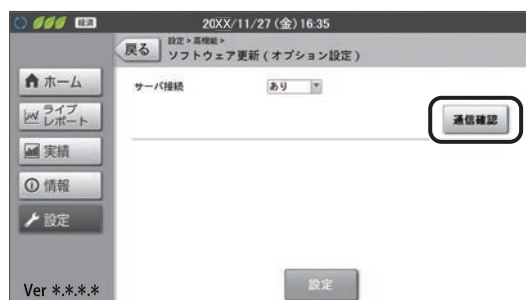 経済
20XX/11/27 (金) 16:35
戻る
設定 > 高機能 >
ソフトウェア更新 ( オプション設定 )
ホーム
ライブ
レポート
実績
情報
設定
サーバ接続
あり
通信確認
設定
Ver *.*.*.*